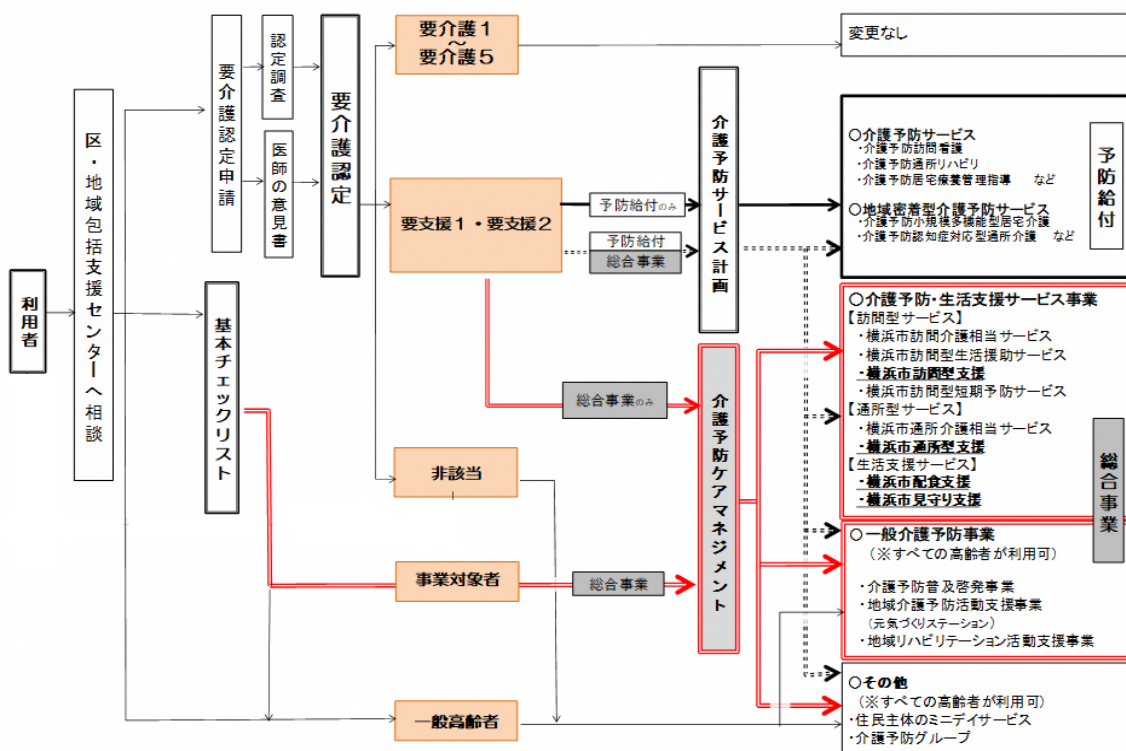 利用者
区・地域包括支援センターへ相談
要介護認定申請
認定調査
医師の意見書
要介護認定
基本チェックリスト
要介護1
～
要介護5
要支援1・要支援2
非該当
事業対象者
一般高齢者
予防給付のみ
予防給付
総合事業
総合事業のみ
総合事業
介護予防サービス計画
介護予防ケアマネジメント
変更なし
○介護予防サービス
・介護予防訪問看護
・介護予防通所リハビリ
・介護予防居宅療養管理指導　など
○地域密着型介護予防サービス
・介護予防小規模多機能型居宅介護
・介護予防認知症対応型通所介護　など
予防給付
○介護予防・生活支援サービス事業
【訪問型サービス】
・横浜市訪問介護相当サービス
・横浜市訪問型生活援助サービス
・横浜市訪問型支援
・横浜市訪問型短期予防サービス
【通所型サービス】
・横浜市通所介護相当サービス
・横浜市通所型支援
【生活支援サービス】
・横浜市配食支援
・横浜市見守り支援
総合事業
○一般介護予防事業
（※すべての高齢者が利用可）
・介護予防普及啓発事業
・地域介護予防活動支援事業
（元気づくりステーション）
・地域リハビリテーション活動支援事業
○その他
（※すべての高齢者が利用可）
・住民主体のミニデイサービス
・介護予防グループ